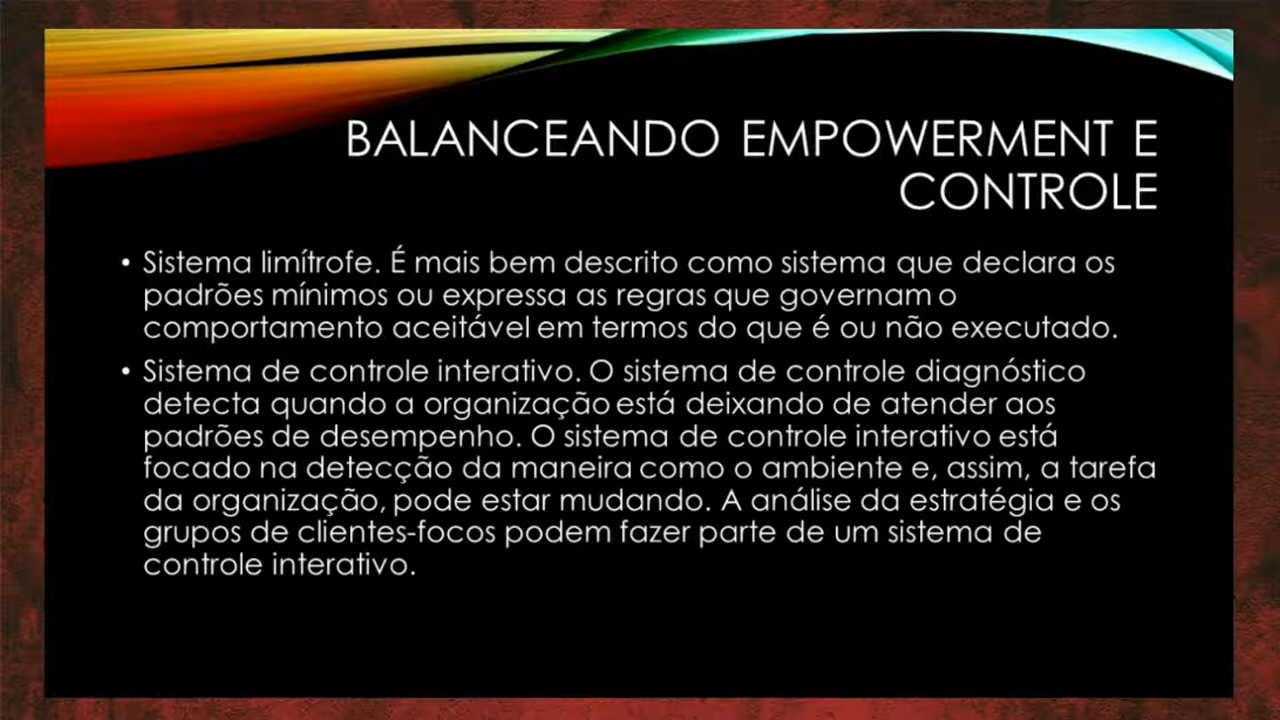 BALANCEANDO EMPOWERMENT E
CONTROLE
• Sistema limítrofe. É mais bem descrito como sistema que declara os
padrões mínimos ou expressa as regras que governam o
comportamento aceitável em termos do que é ou não executado.
• Sistema de controle interativo. O sistema de controle diagnóstico
detecta quando a organização está deixando de atender aos
padrões de desempenho. O sistema de controle interativo está
focado na detecção da maneira como o ambiente e, assim, a tarefa
da organização, pode estar mudando. A análise da estratégia e os
grupos de clientes-focos podem fazer parte de um sistema de
controle interativo.